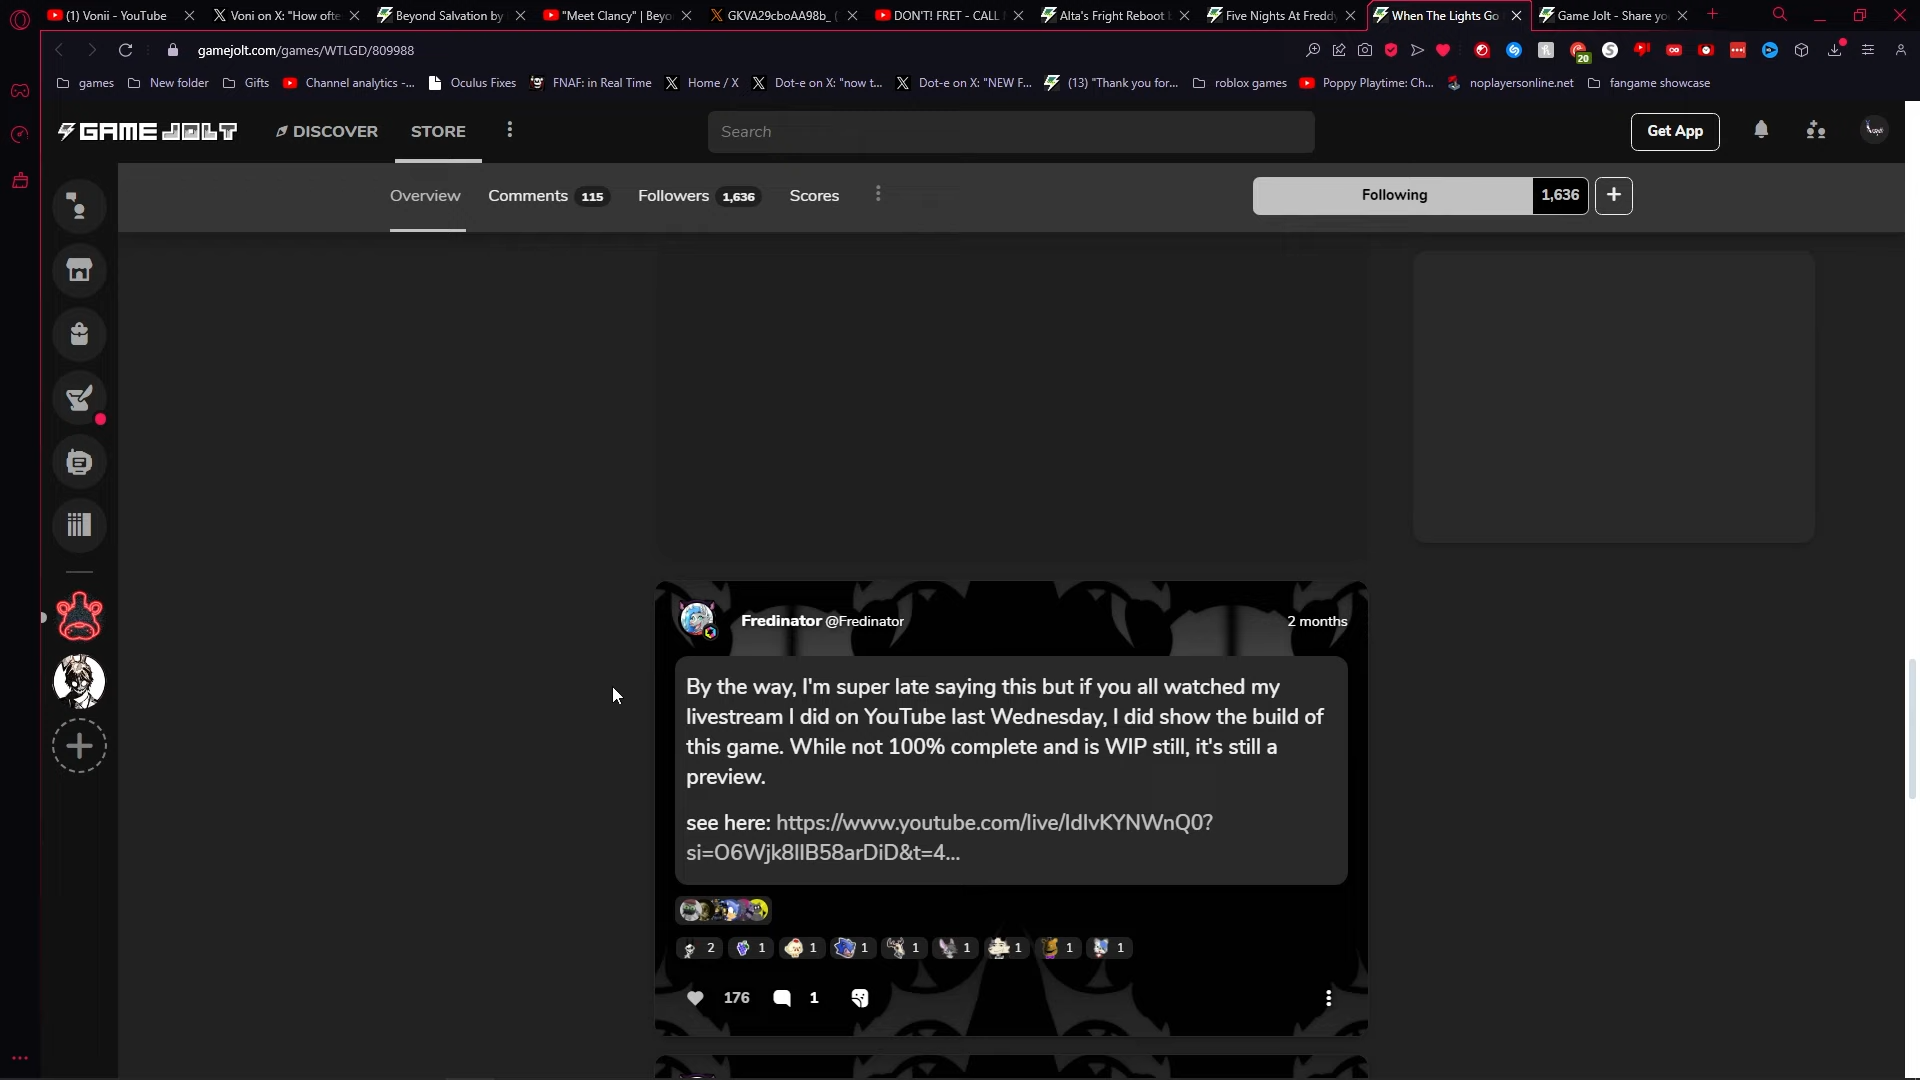 (1) Vonii - YouTube
Voni on X: "How ofte
Beyond Salvation by
"Meet Clancy" | Beyo
GKVA29cboAA98b_ (
DON'T! FRET - CALL
Alta's Fright Reboot
Five Nights At Freddy
When The Lights Go
Game Jolt - Share yo
gamejolt.com/games/WTLGD/809988
20
games
New folder
Gifts
Channel analytics -...
Oculus Fixes
FNAF: in Real Time
Home / X
Dot-e on X: "now t...
Dot-e on X: "NEW F...
(13) "Thank you for...
roblox games
Poppy Playtime: Ch...
noplayersonline.net
fangame showcase
GAME JOLT
DISCOVER
STORE
Search
Get App
Overview
Comments 115
Followers 1,636
Scores
Following 1,636
Fredinator @Fredinator
2 months
By the way, I'm super late saying this but if you all watched my
livestream I did on YouTube last Wednesday, I did show the build of
this game. While not 100% complete and is WIP still, it's still a
preview.
see here: https://www.youtube.com/live/IdIvKYNWnQ0?
si=O6Wjk8IIB58arDiD&t=4...
2 1 1 1 1 1 1 1 1
176 1